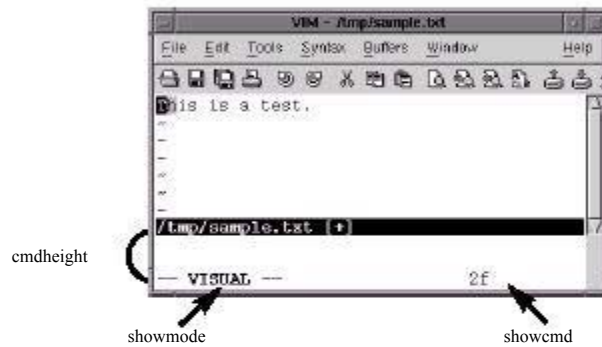 VIM - /tmp/sample.txt
File Edit Tools Syntax Buffers Window Help
This is a test.
~
~
~
~
~
/tmp/sample.txt [+]
cmdheight
-- VISUAL -- 2f
showmode showcmd